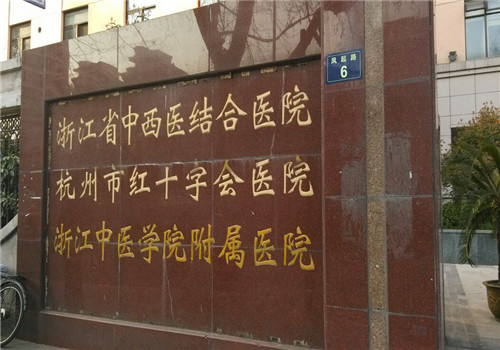 浙江省中西医结合医院
杭州市红十字会医院
浙江中医学院附属医院
凤起路
6